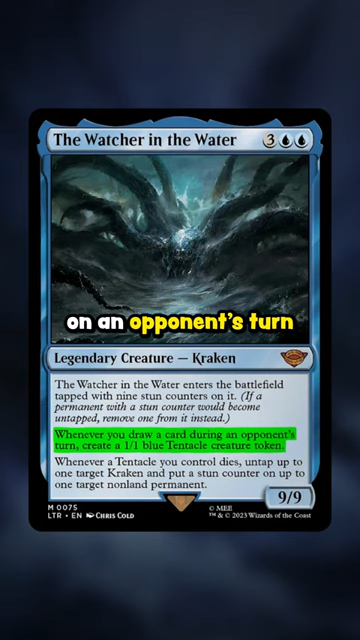 The Watcher in the Water 3
on an opponent's turn
Legendary Creature — Kraken
The Watcher in the Water enters the battlefield
tapped with nine stun counters on it. (If a
permanent with a stun counter would become
untapped, remove one from it instead.)
Whenever you draw a card during an opponent's
turn, create a 1/1 blue Tentacle creature token.
Whenever a Tentacle you control dies, untap up to
one target Kraken and put a stun counter on up to
one target nonland permanent.
9/9
M 0075
LTR • EN Chris Cold
© MEE
™ & © 2023 Wizards of the Coast